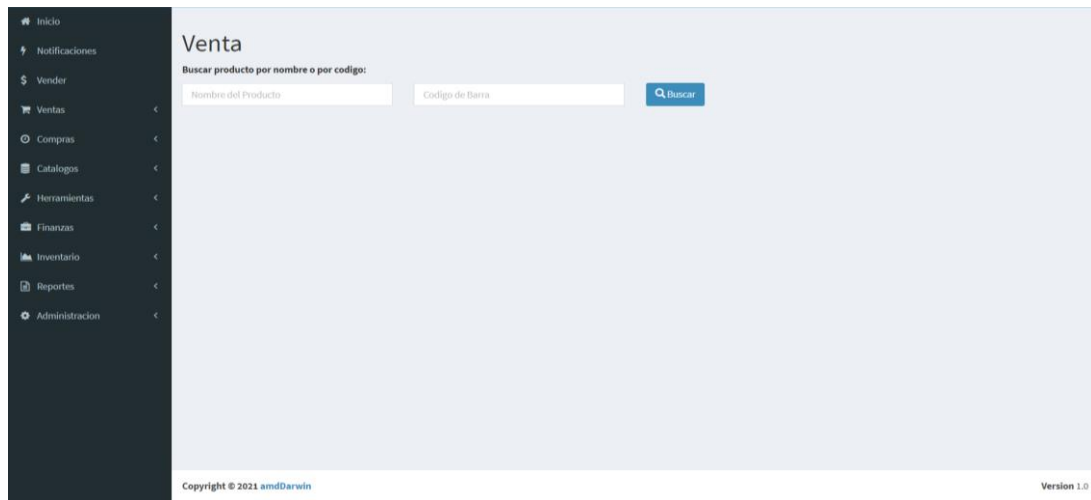 Inicio
Notificaciones
$ Vender
Ventas
Compras
Catalogos
Herramientas
Finanzas
Inventario
Reportes
Administracion
Venta
Buscar producto por nombre o por codigo:
Nombre del Producto Codigo de Barra Buscar
Copyright © 2021 amdDarwin Version 1.0